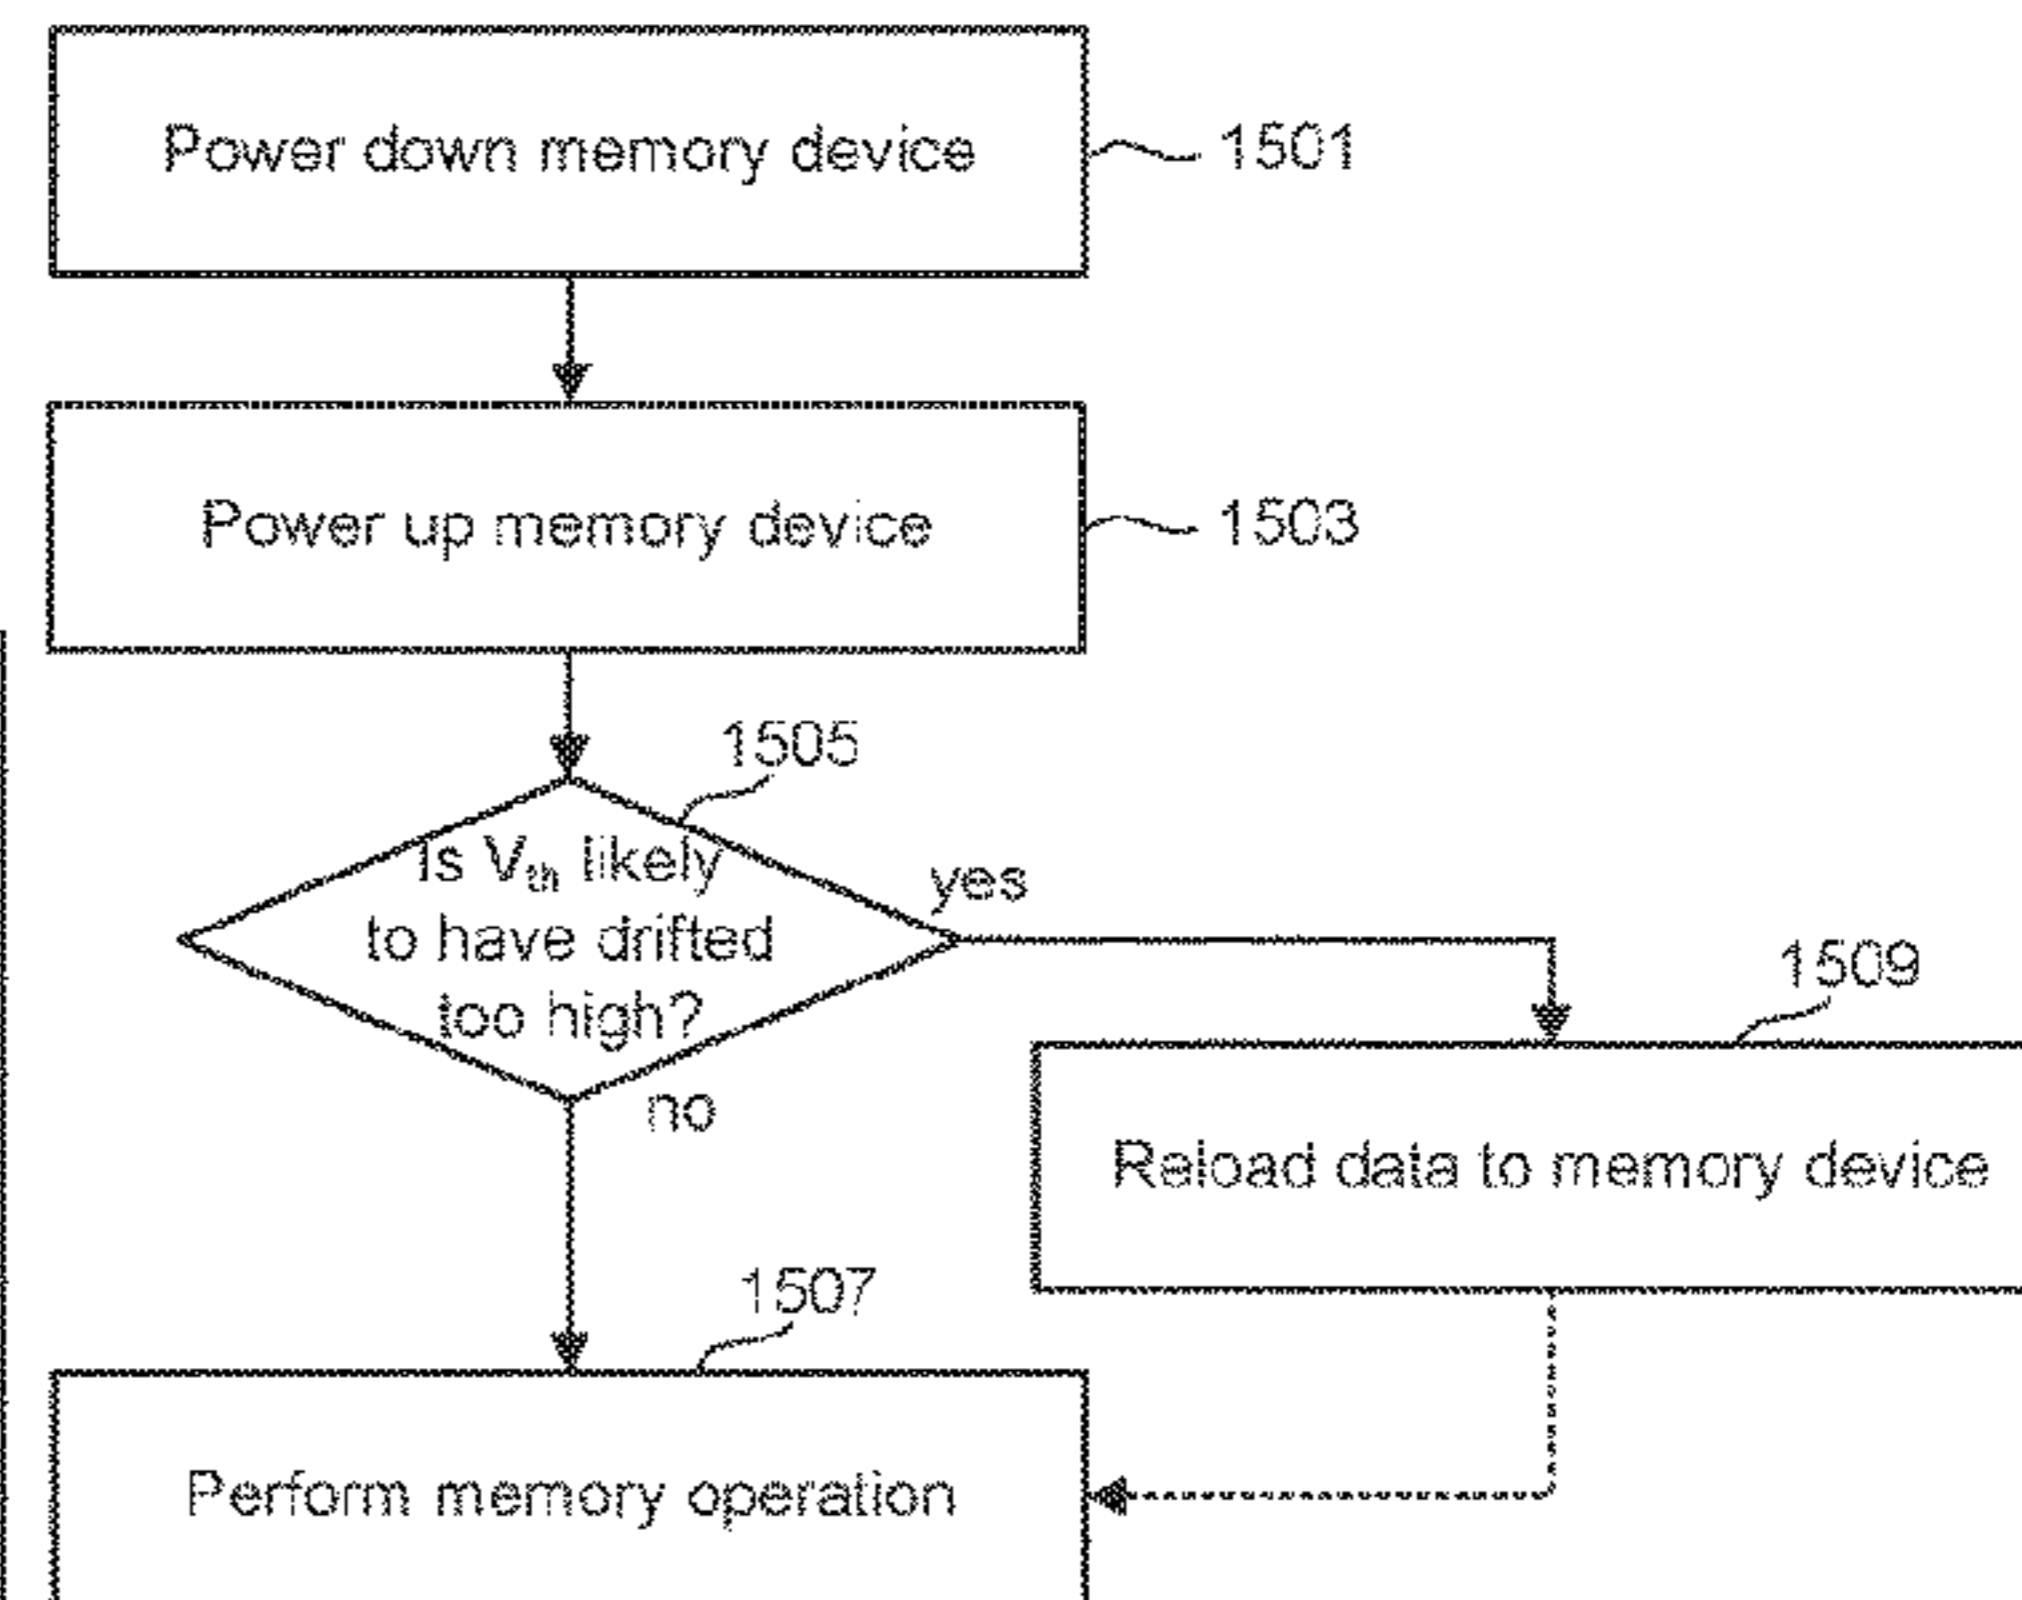 Power down memory device
1501
Power up memory device
1503
1505
Is Vth likely
to have drifted
too high?
yes
no
1509
Reload data to memory device
1507
Perform memory operation